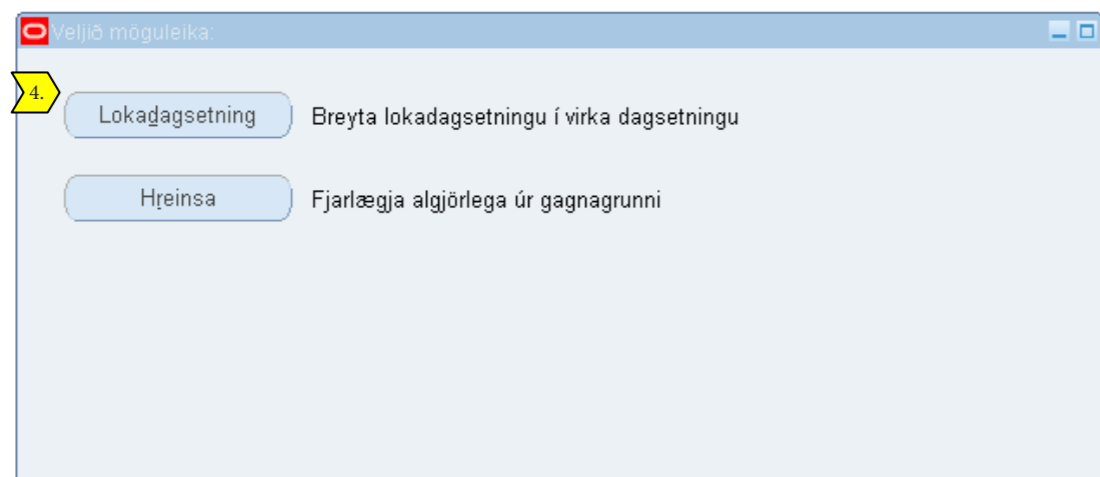 Veljið möguleika:
4.
Lokadagsetning Breyta lokadagsetningu í virka dagsetningu
Hreinsa Fjarlægja algjörlega úr gagnagrunni